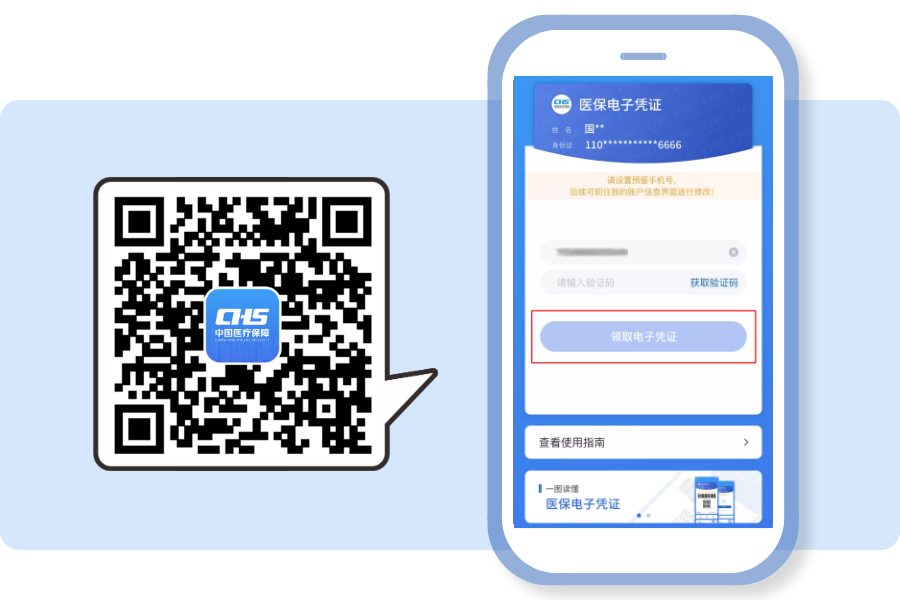 CHS
中国医疗保障
CHS
医保电子凭证
姓 名 国**
身份证 110***********6666
请设置预留手机号，
后续可前往我的账户信息界面进行修改！
请输入验证码 获取验证码
领取电子凭证
查看使用指南
一图读懂
医保电子凭证